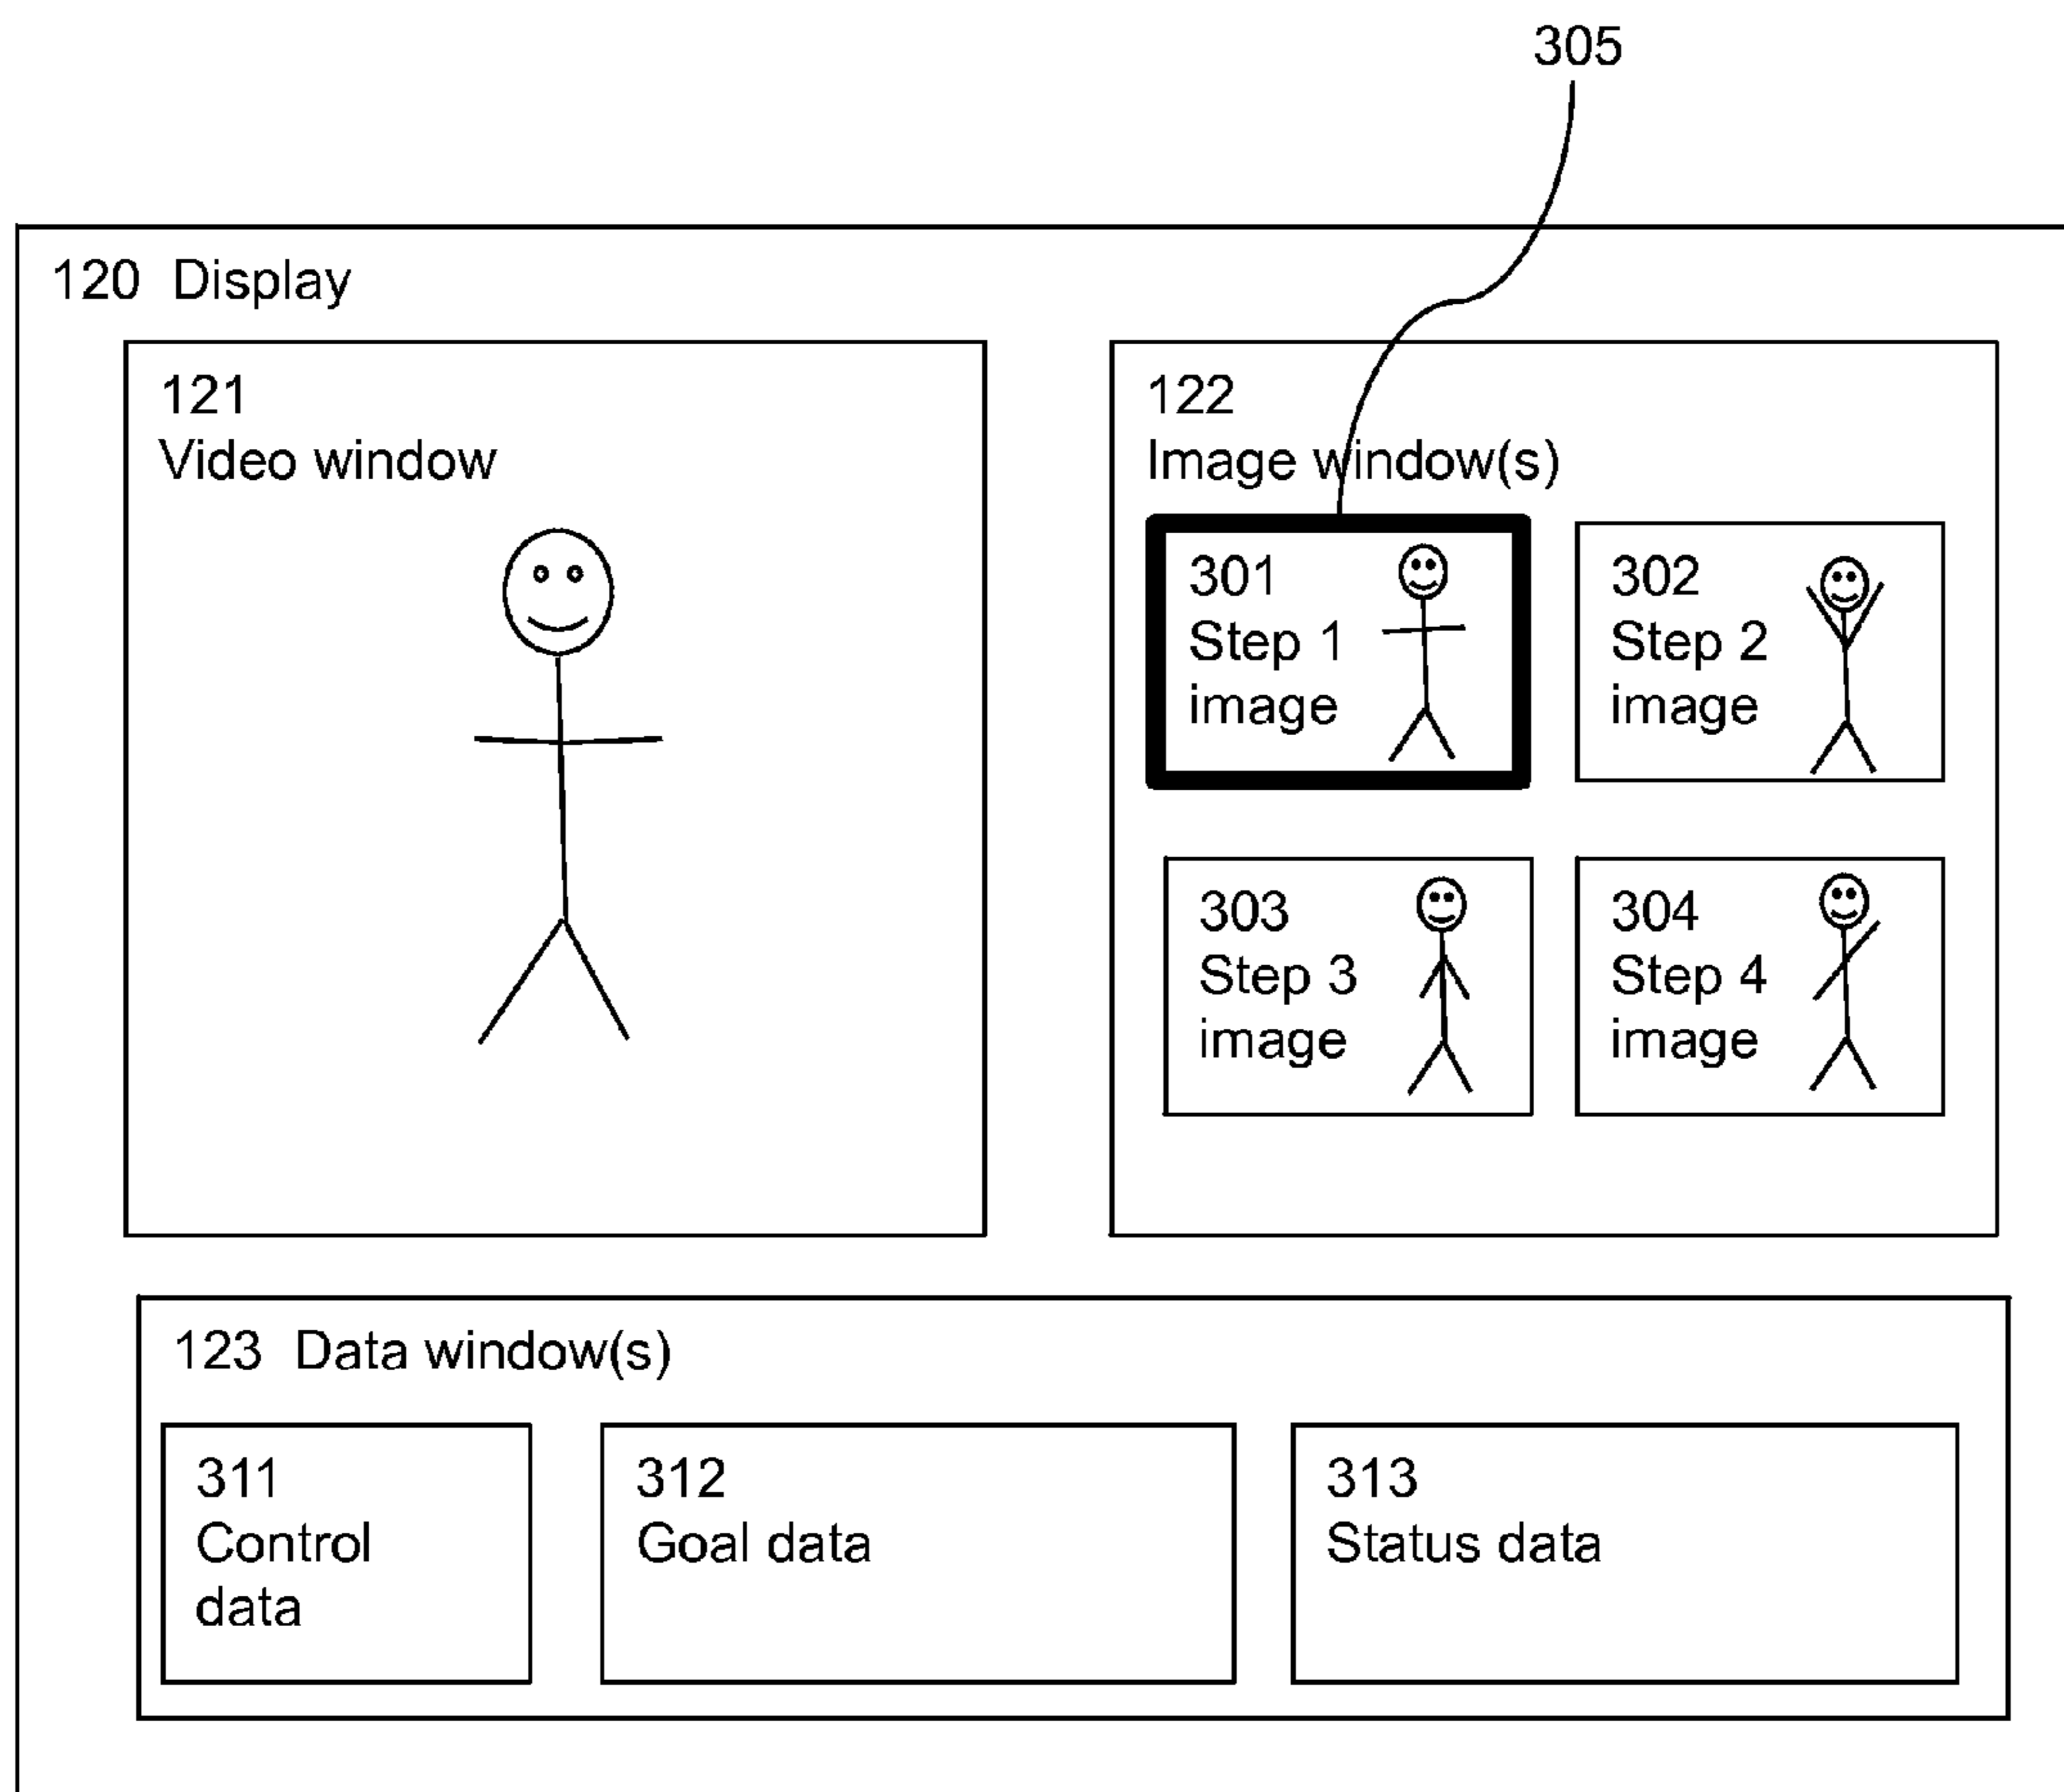 305
120 Display
121
Video window
122
Image window(s)
301
Step 1
image
302
Step 2
image
303
Step 3
image
304
Step 4
image
123 Data window(s)
311
Control
data
312
Goal data
313
Status data